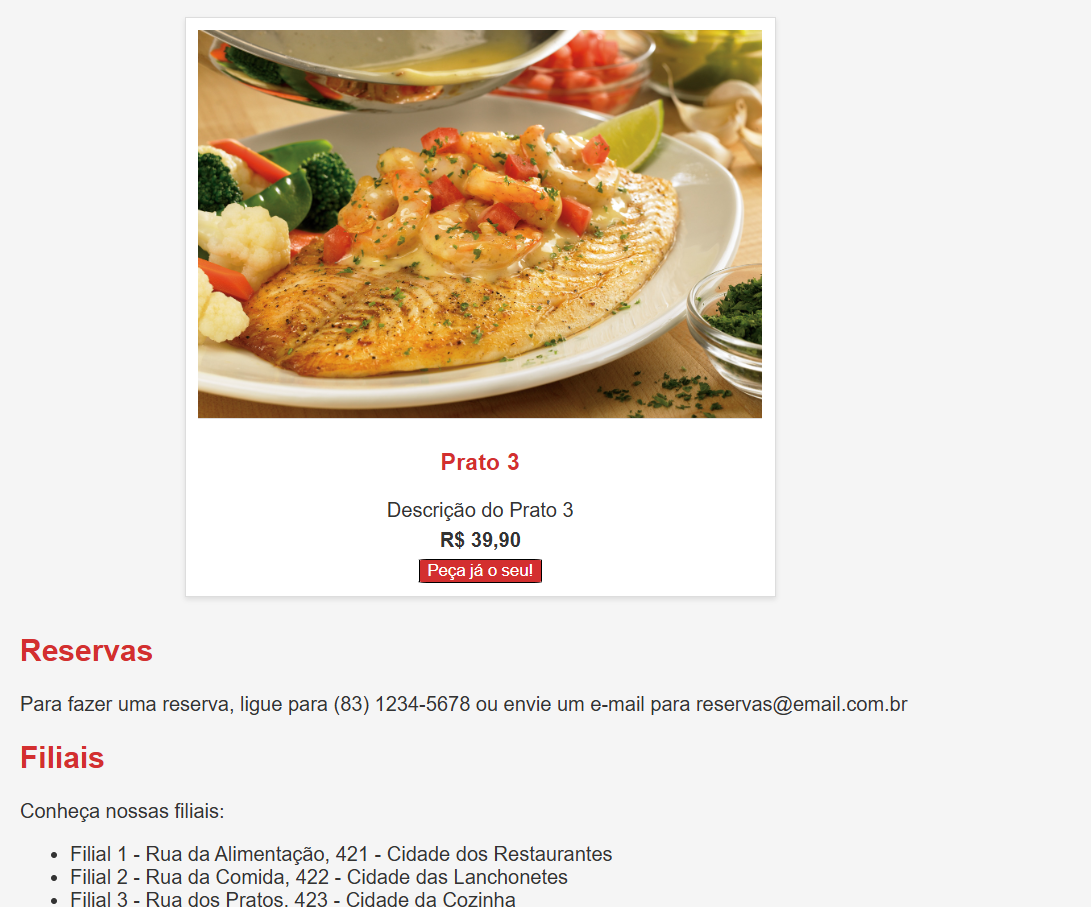 Prato 3
Descrição do Prato 3
R$ 39,90
Peça já o seu!
Reservas
Para fazer uma reserva, ligue para (83) 1234-5678 ou envie um e-mail para reservas@email.com.br
Filiais
Conheça nossas filiais:
• Filial 1 - Rua da Alimentação, 421 - Cidade dos Restaurantes
• Filial 2 - Rua da Comida, 422 - Cidade das Lanchonetes
• Filial 3 - Rua dos Pratos, 423 - Cidade da Cozinha